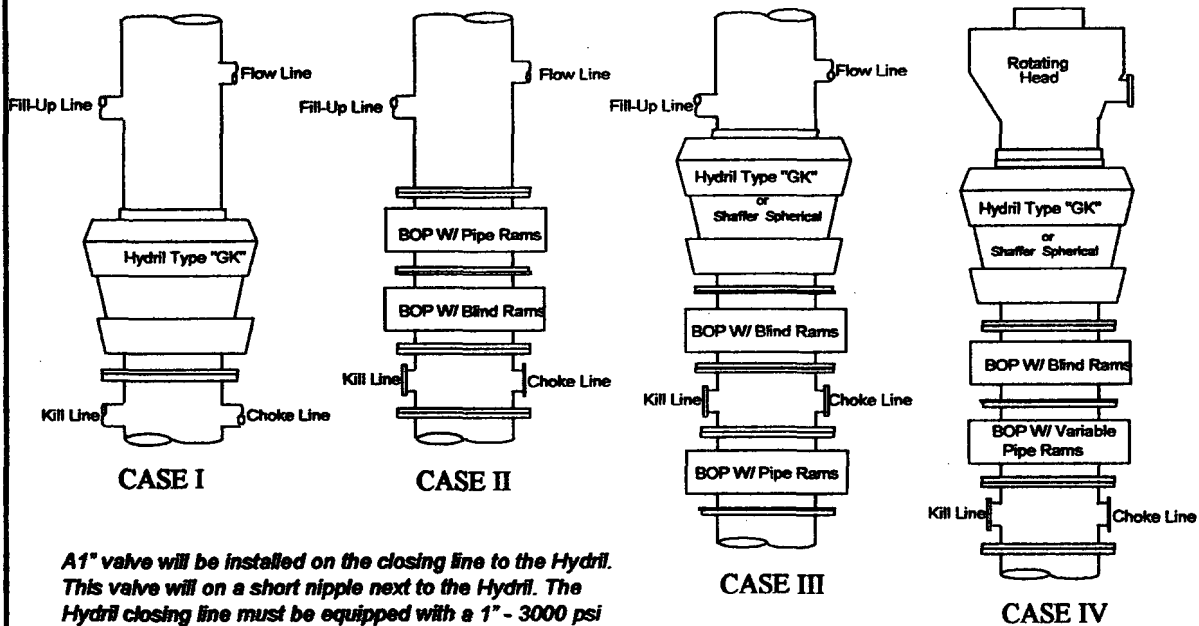 Flow Line
Fill-Up Line
Hydril Type "GK"
Kill Line
Choke Line
CASE I
Flow Line
Fill-Up Line
BOP W/ Pipe Rams
BOP W/ Blind Rams
Kill Line
Choke Line
CASE II
Flow Line
Fill-Up Line
Hydril Type "GK"
or
Shaffer Spherical
BOP W/ Blind Rams
Kill Line
Choke Line
BOP W/ Pipe Rams
CASE III
Rotating
Head
Hydril Type "GK"
or
Shaffer Spherical
BOP W/ Blind Rams
BOP W/ Variable
Pipe Rams
Kill Line
Choke Line
CASE IV
A1" valve will be installed on the closing line to the Hydril.
This valve will on a short nipple next to the Hydril. The
Hydril closing line must be equipped with a 1" - 3000 psi